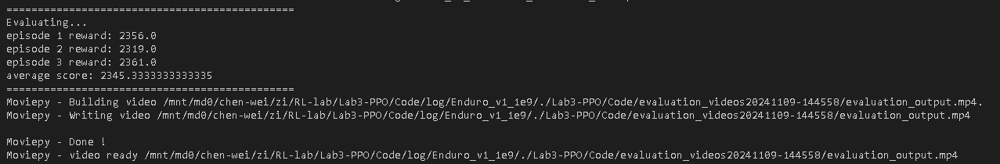 ===============================================
Evaluating...
episode 1 reward: 2356.0
episode 2 reward: 2319.0
episode 3 reward: 2361.0
average score: 2345.3333333333335
===============================================
Moviepy - Building video /mnt/md0/chen-wei/zi/RL-lab/Lab3-PPO/Code/log/Enduro_v1_1e9/./Lab3-PPO/Code/evaluation_videos20241109-144558/evaluation_output.mp4.
Moviepy - Writing video /mnt/md0/chen-wei/zi/RL-lab/Lab3-PPO/Code/log/Enduro_v1_1e9/./Lab3-PPO/Code/evaluation_videos20241109-144558/evaluation_output.mp4
Moviepy - Done !
Moviepy - video ready /mnt/md0/chen-wei/zi/RL-lab/Lab3-PPO/Code/log/Enduro_v1_1e9/./Lab3-PPO/Code/evaluation_videos20241109-144558/evaluation_output.mp4